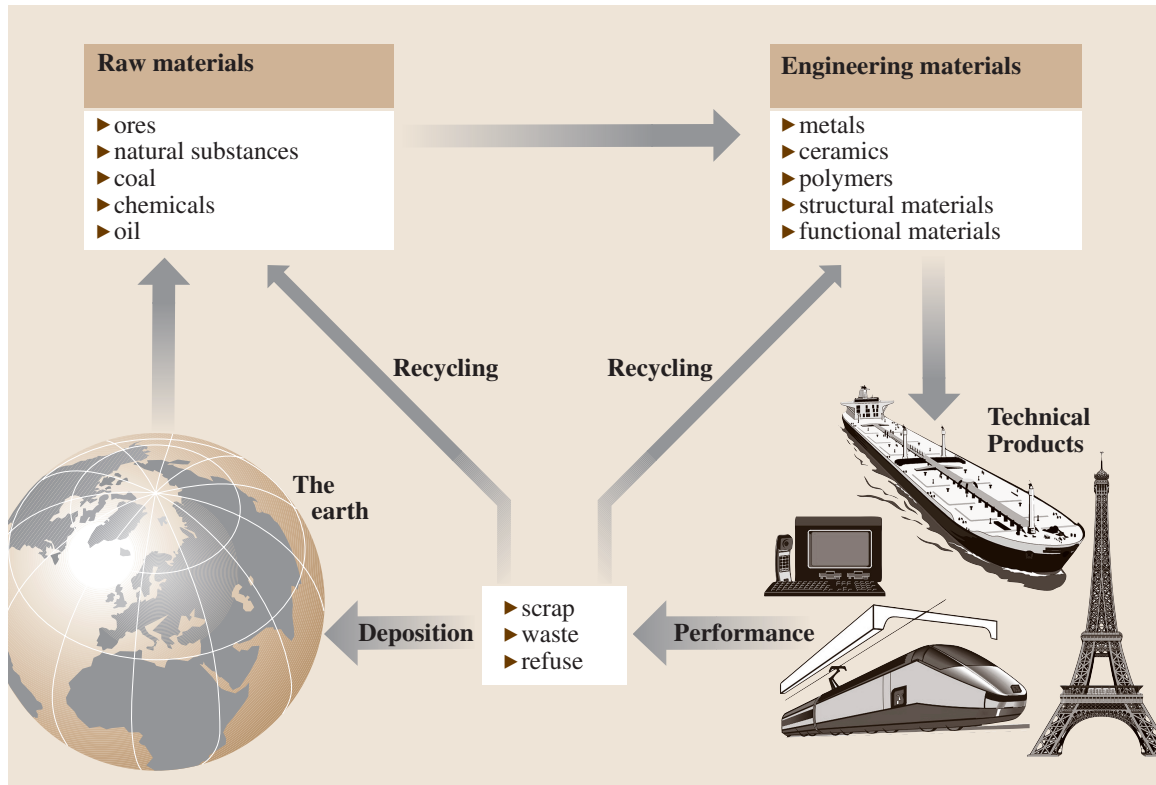 Raw materials
► ores
► natural substances
► coal
► chemicals
► oil
Engineering materials
► metals
► ceramics
► polymers
► structural materials
► functional materials
Recycling
Recycling
Technical
Products
The
earth
► scrap
► waste
► refuse
Deposition
Performance